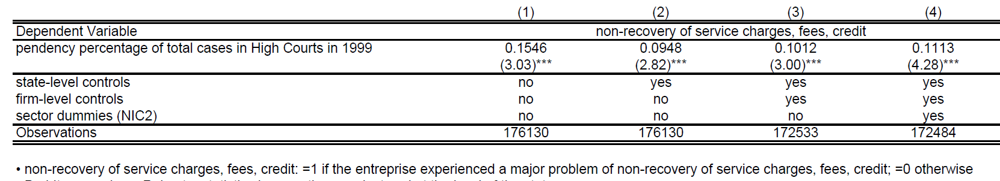 (1) (2) (3) (4)
Dependent Variable non-recovery of service charges, fees, credit
pendency percentage of total cases in High Courts in 1999 0.1546 0.0948 0.1012 0.1113
(3.03)*** (2.82)*** (3.00)*** (4.28)***
state-level controls no yes yes yes
firm-level controls no no yes yes
sector dummies (NIC2) no no no yes
Observations 176130 176130 172533 172484
• non-recovery of service charges, fees, credit: =1 if the entreprise experienced a major problem of non-recovery of service charges, fees, credit; =0 otherwise